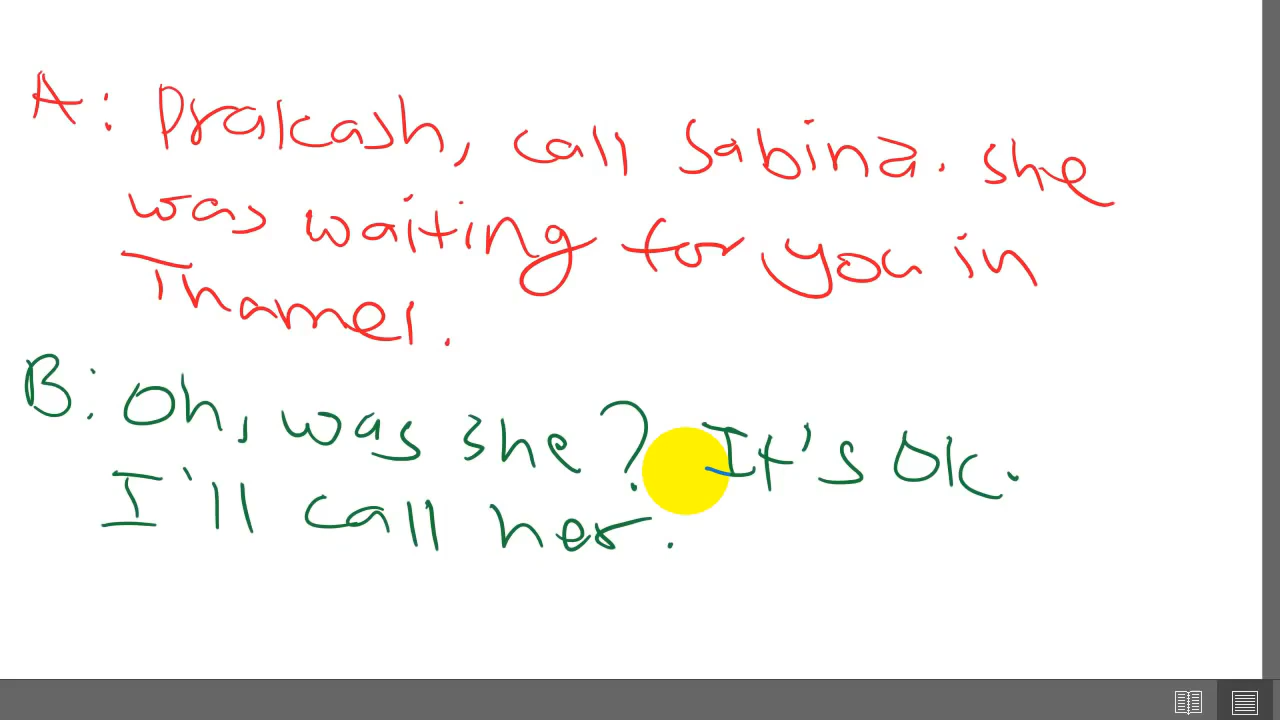 A: Prakash, call Sabina. She
was waiting for you in
Thamel.
B: Oh, was she? It's Ok.
I'll call her.